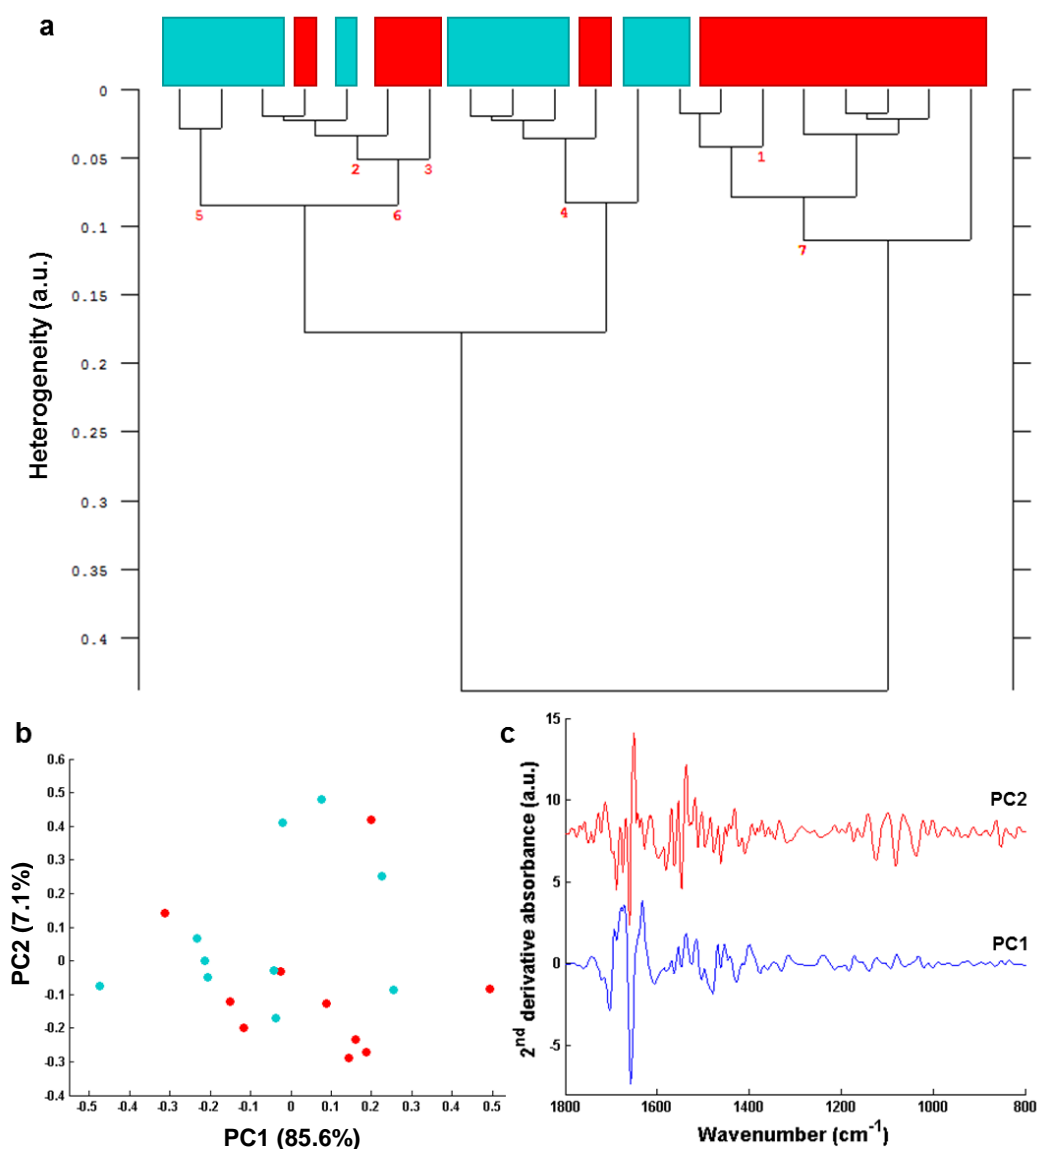 a
0
0.05
0.1
0.15
0.2
0.25
0.3
0.35
0.4
Heterogeneity (a.u.)
1
2
3
5
6
4
7
b
0.6
0.5
0.4
0.3
0.2
0.1
0
-0.1
-0.2
-0.3
-0.4
PC2 (7.1%)
-0.5 -0.4 -0.3 -0.2 -0.1 0 0.1 0.2 0.3 0.4 0.5
PC1 (85.6%)
c
15
10
5
0
-5
2nd derivative absorbance (a.u.)
PC2
PC1
1800 1600 1400 1200 1000 800
Wavenumber (cm-1)